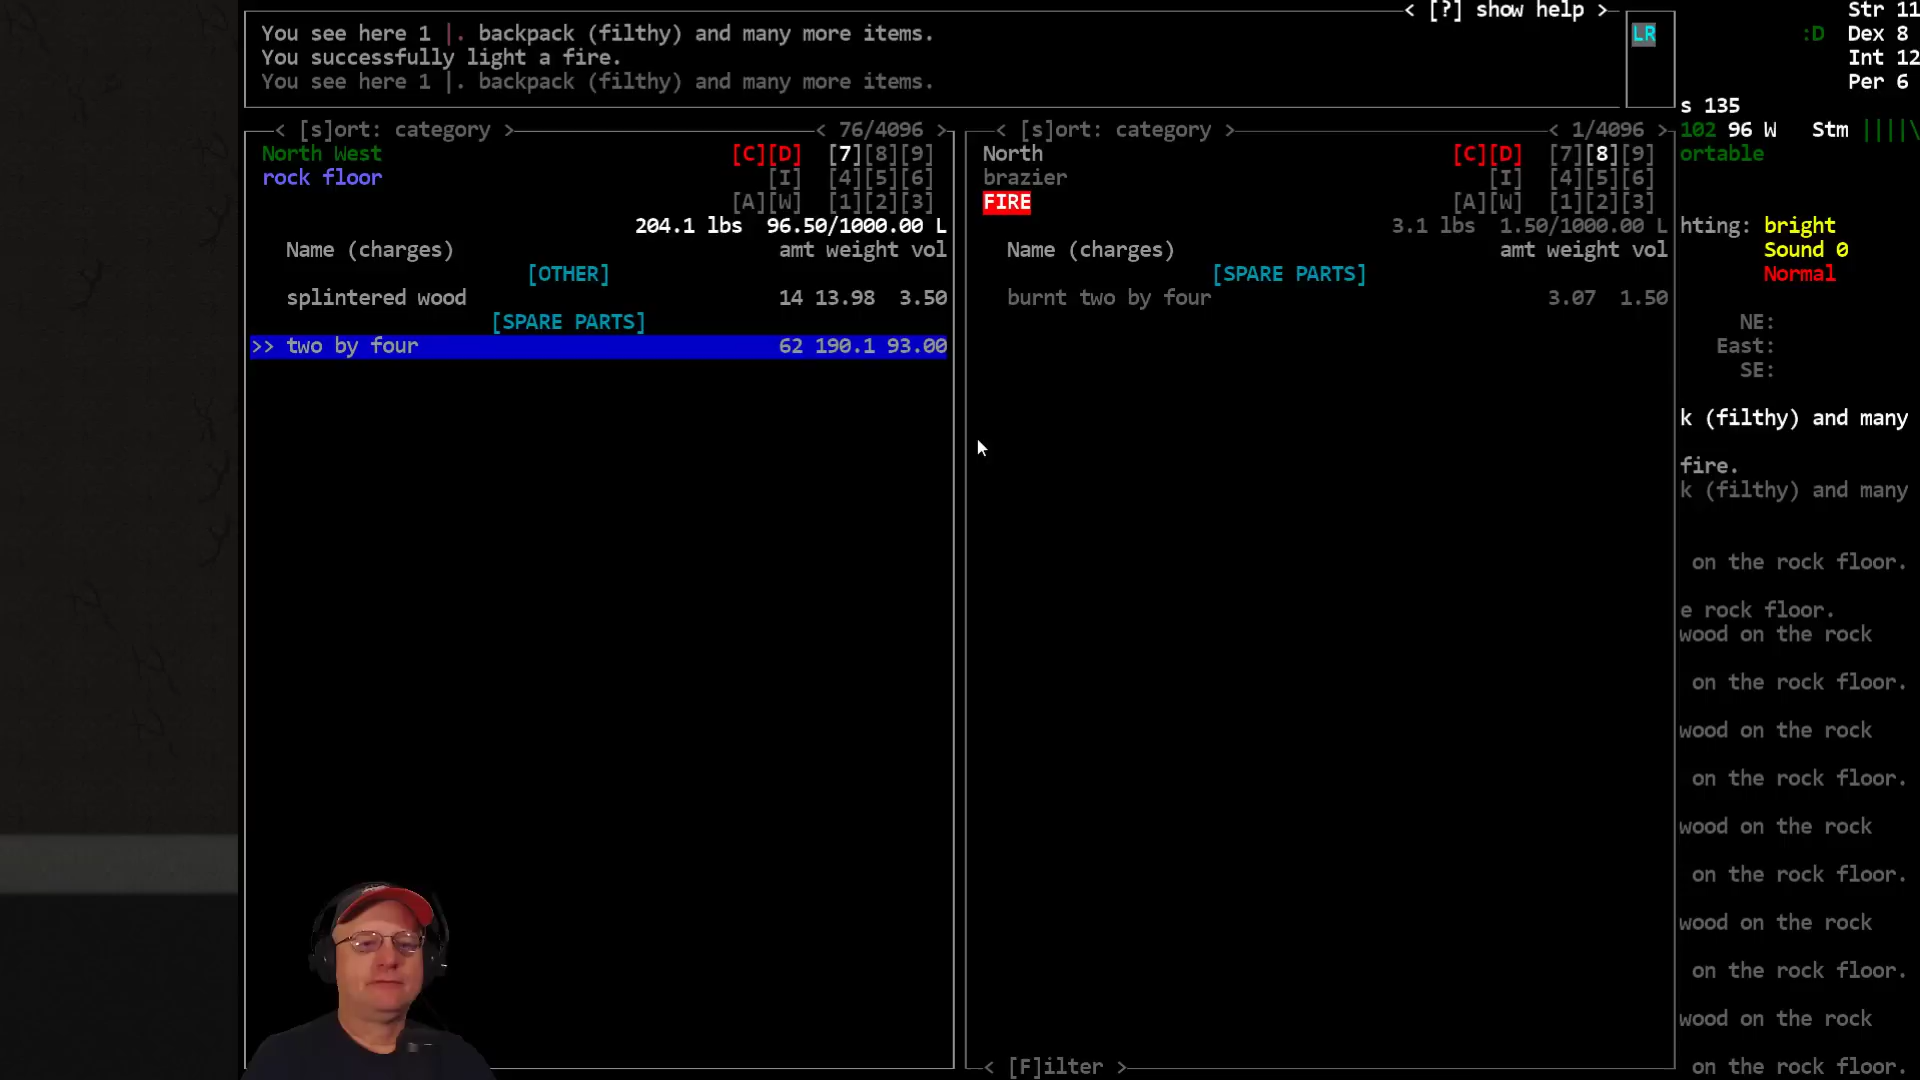 < [?] show help >
You see here 1 |. backpack (filthy) and many more items.
You successfully light a fire.
You see here 1 |. backpack (filthy) and many more items.
LR
Str 11
:D Dex 8
Int 12
Per 6
s 135
102 96 W Stm ||||\
ortable
hting: bright
Sound 0
Normal
NE:
East:
SE:
k (filthy) and many
fire.
k (filthy) and many
on the rock floor.
e rock floor.
wood on the rock
on the rock floor.
wood on the rock
on the rock floor.
wood on the rock
on the rock floor.
wood on the rock
on the rock floor.
wood on the rock
on the rock floor.
< [s]ort: category > < 76/4096 >
North West [C][D] [7][8][9]
rock floor [I] [4][5][6]
[A][W] [1][2][3]
204.1 lbs 96.50/1000.00 L
Name (charges) amt weight vol
[OTHER]
splintered wood 14 13.98 3.50
[SPARE PARTS]
>> two by four 62 190.1 93.00
< [s]ort: category > < 1/4096 >
North [C][D] [7][8][9]
brazier [I] [4][5][6]
FIRE [A][W] [1][2][3]
3.1 lbs 1.50/1000.00 L
Name (charges) amt weight vol
[SPARE PARTS]
burnt two by four 3.07 1.50
< [F]ilter >